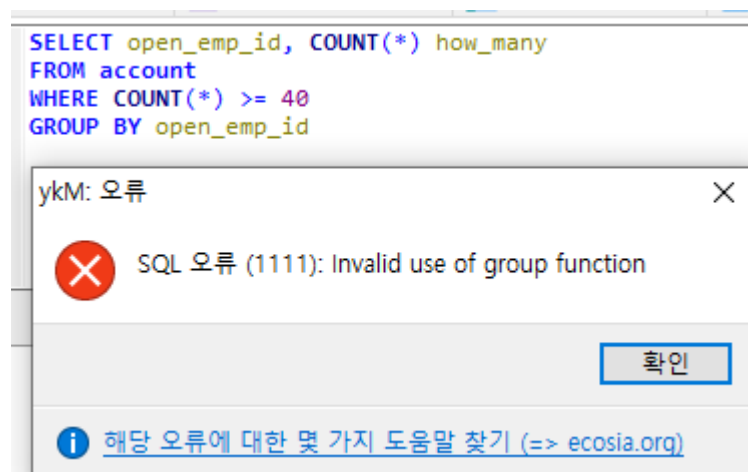 SELECT open_emp_id, COUNT(*) how_many
FROM account
WHERE COUNT(*) >= 40
GROUP BY open_emp_id
ykM: 오류
SQL 오류 (1111): Invalid use of group function
확인
해당 오류에 대한 몇 가지 도움말 찾기 (=> ecosia.org)